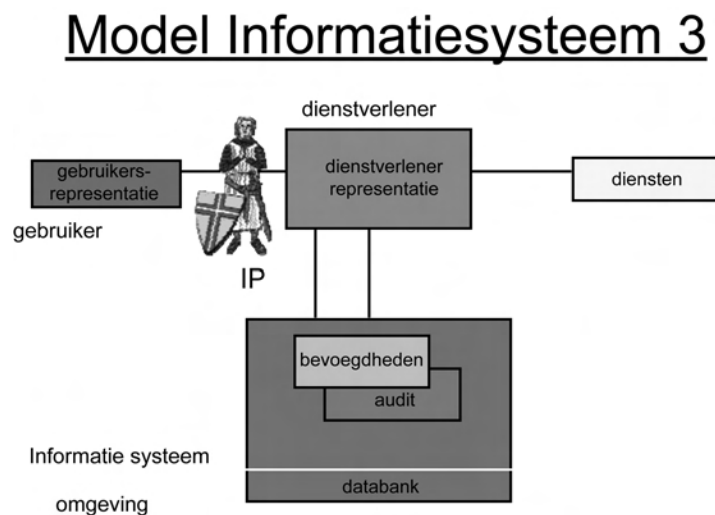 Model Informatiesysteem 3
dienstverlener
gebruikers-
representatie
dienstverlener
representatie
diensten
gebruiker
IP
bevoegdheden
audit
Informatie systeem
databank
omgeving